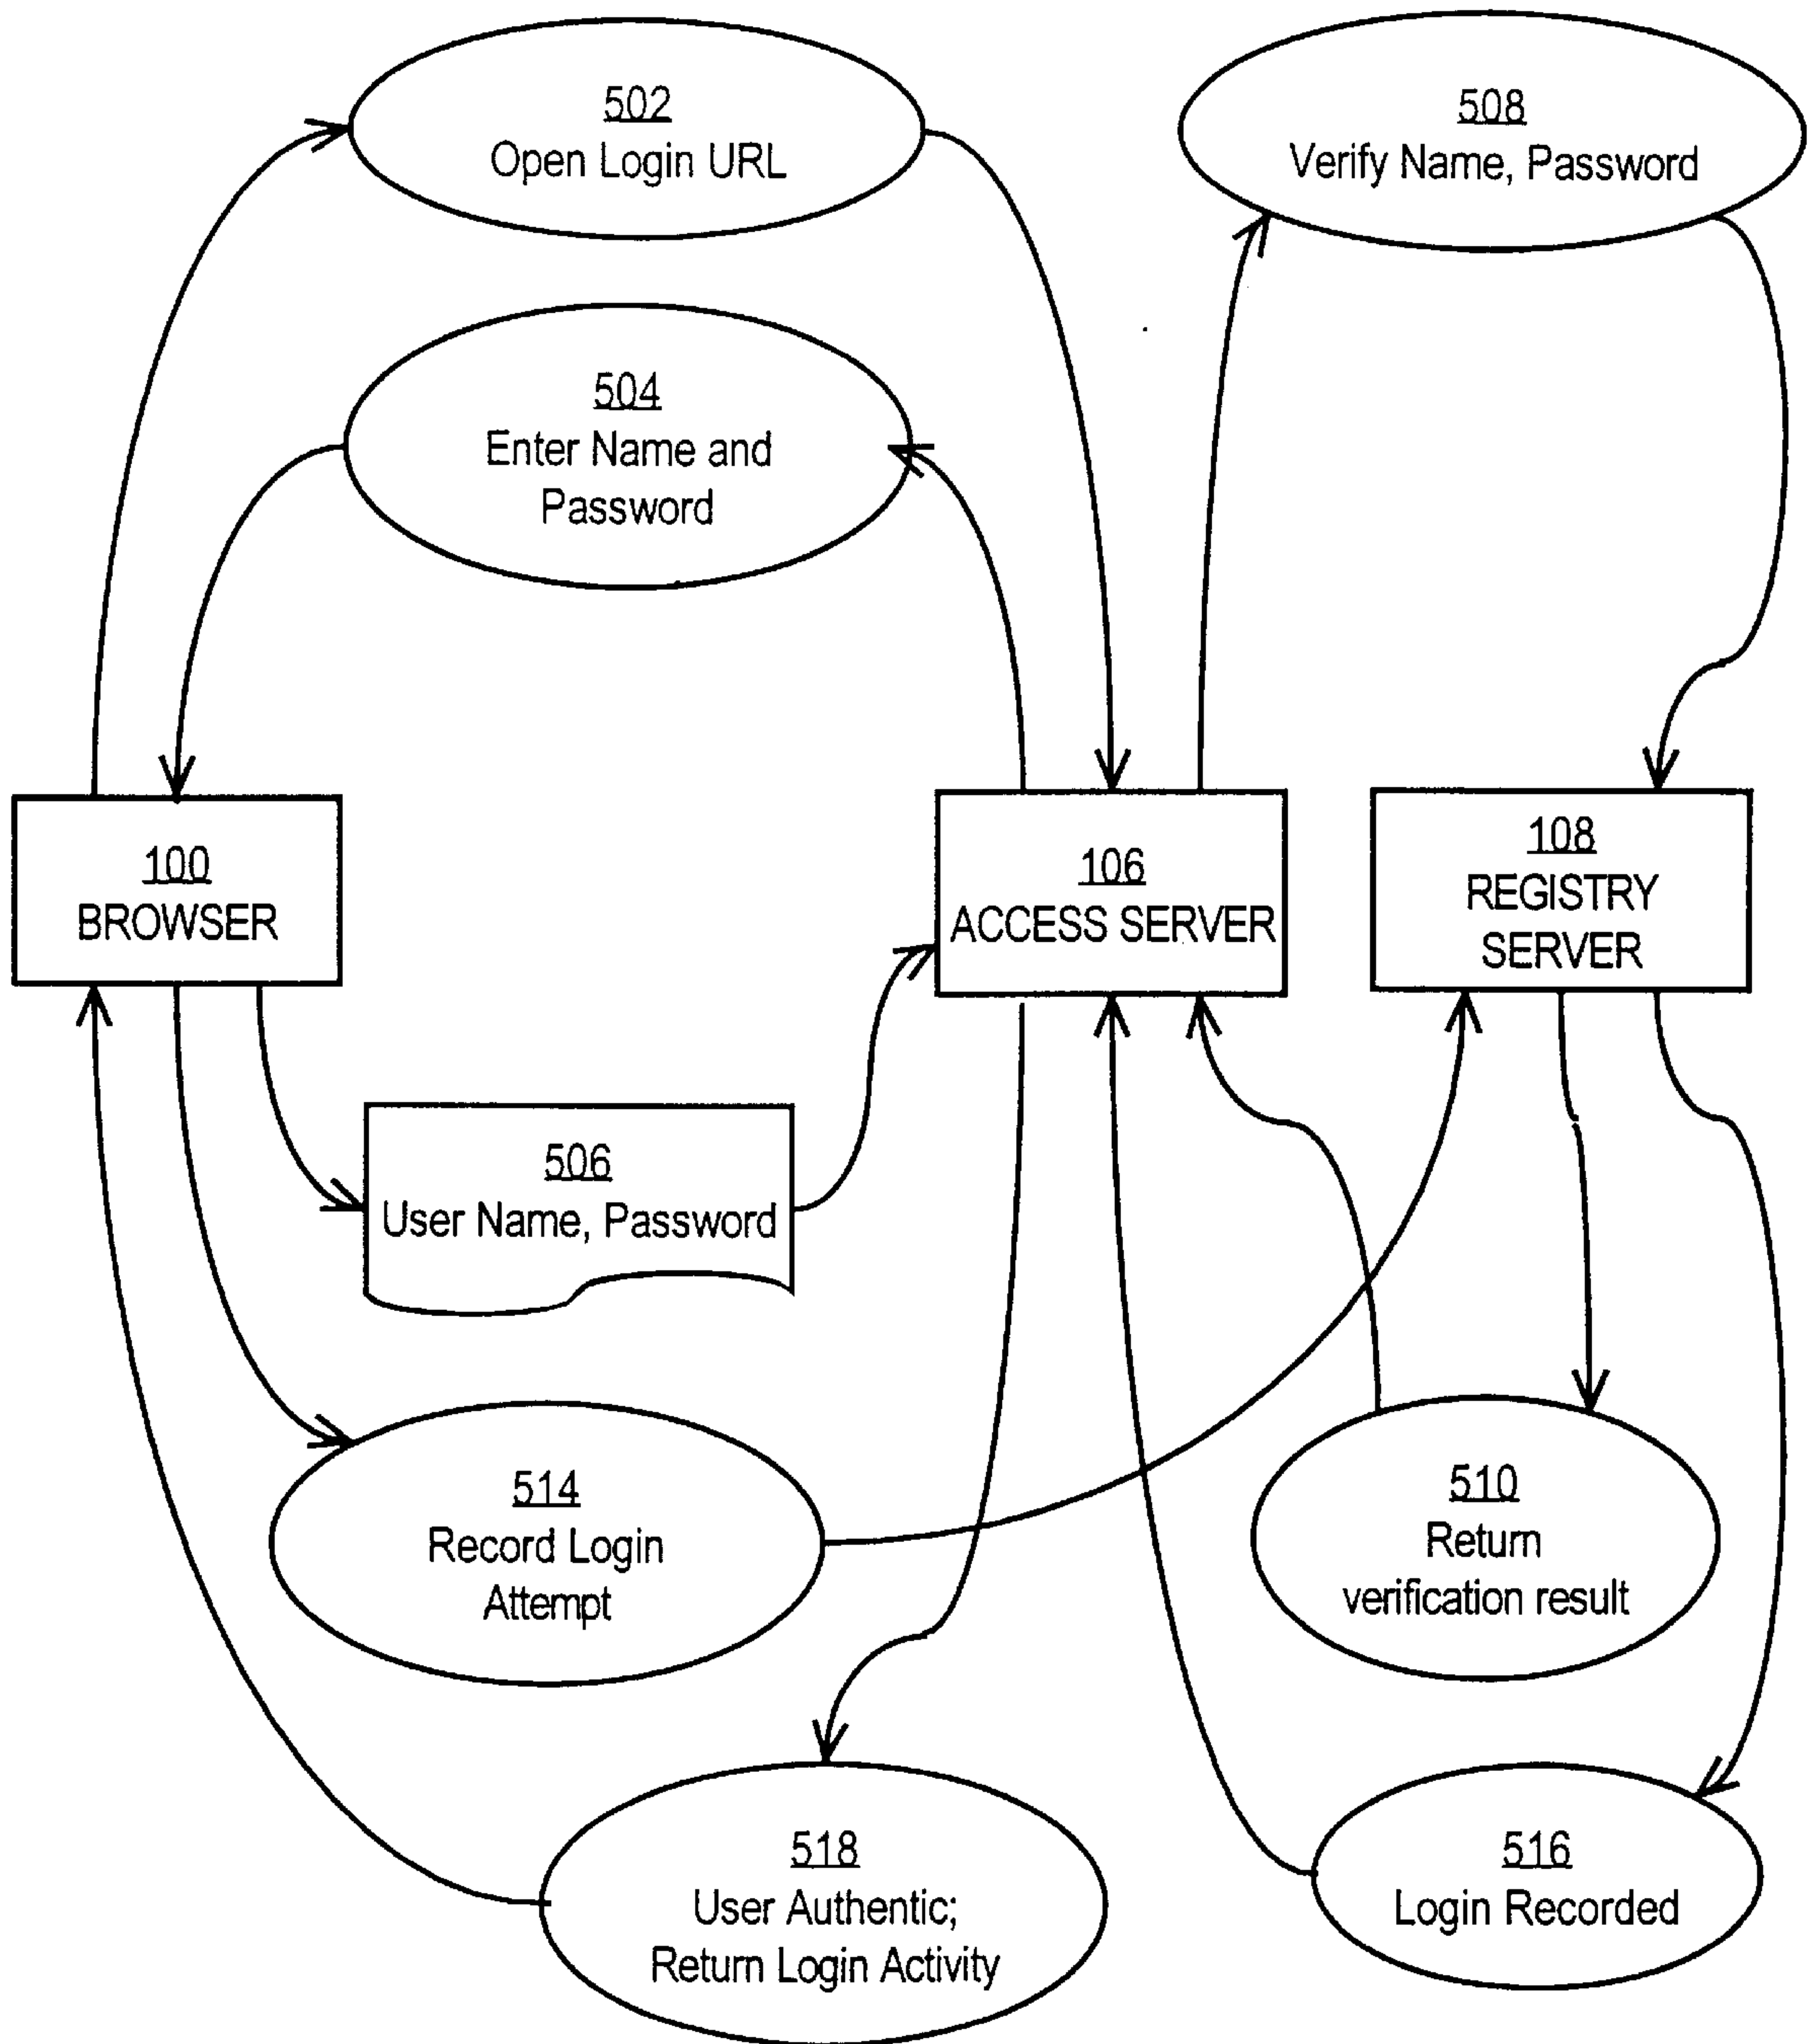 502
Open Login URL
508
Verify Name, Password
504
Enter Name and
Password
100
BROWSER
106
ACCESS SERVER
108
REGISTRY
SERVER
506
User Name, Password
514
Record Login
Attempt
510
Return
verification result
518
User Authentic;
Return Login Activity
516
Login Recorded